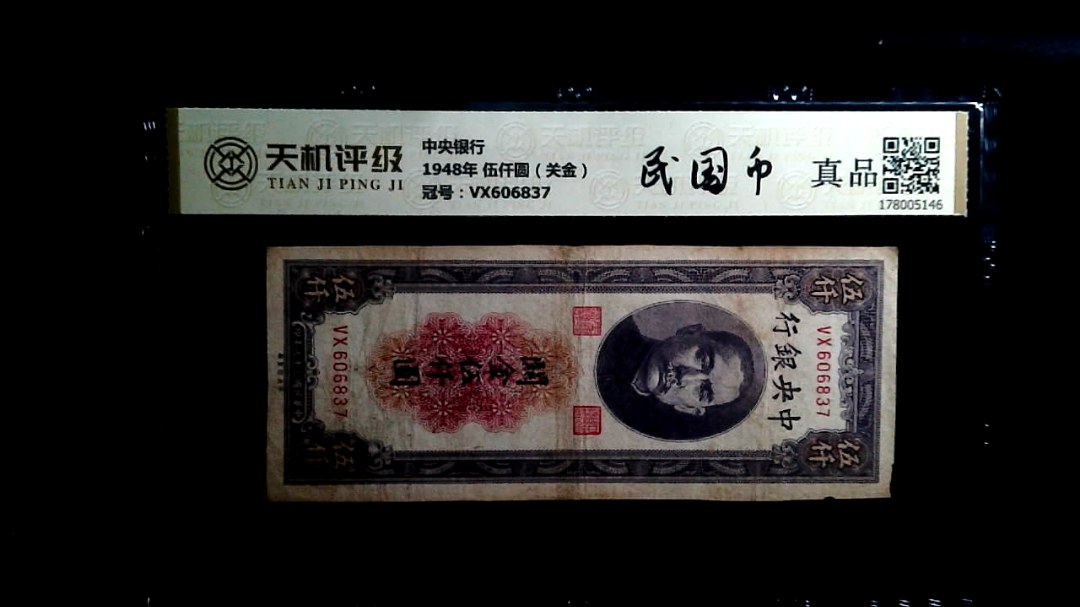 天机评级
TIAN JI PING JI
中央银行
1948年 伍仟圆（关金）
冠号：VX606837
民国币
真品
178005146
伍仟
伍仟
VX606837
中央銀行
關金伍仟圓
VX606837
伍仟
伍仟